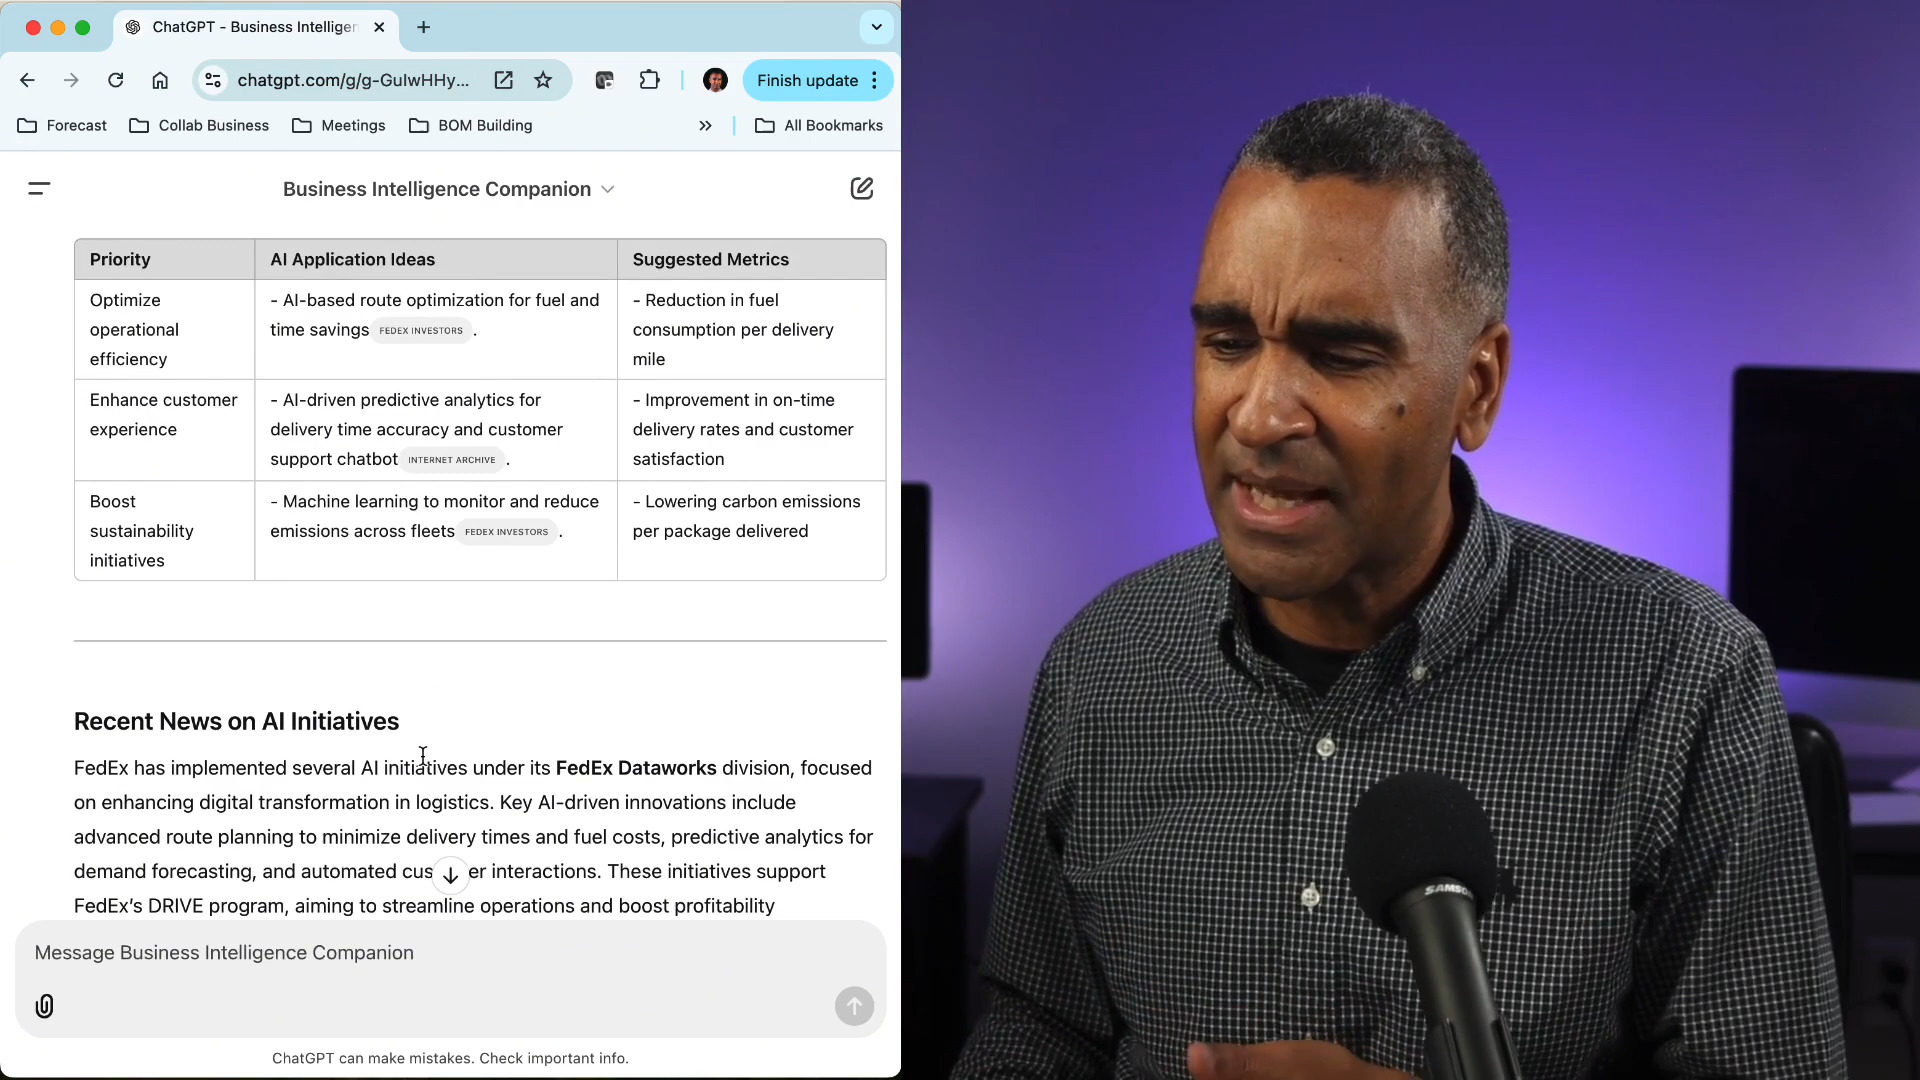 ChatGPT - Business Intelliger
chatgpt.com/g/g-GuIwHHy...
Finish update
Forecast
Collab Business
Meetings
BOM Building
All Bookmarks
Business Intelligence Companion
Priority
AI Application Ideas
Suggested Metrics
Optimize
operational
efficiency
- AI-based route optimization for fuel and
time savings FEDEX INVESTORS .
- Reduction in fuel
consumption per delivery
mile
Enhance customer
experience
- AI-driven predictive analytics for
delivery time accuracy and customer
support chatbot INTERNET ARCHIVE .
- Improvement in on-time
delivery rates and customer
satisfaction
Boost
sustainability
initiatives
- Machine learning to monitor and reduce
emissions across fleets FEDEX INVESTORS .
- Lowering carbon emissions
per package delivered
Recent News on AI Initiatives
FedEx has implemented several AI initiatives under its FedEx Dataworks division, focused
on enhancing digital transformation in logistics. Key AI-driven innovations include
advanced route planning to minimize delivery times and fuel costs, predictive analytics for
demand forecasting, and automated cus er interactions. These initiatives support
FedEx's DRIVE program, aiming to streamline operations and boost profitability
Message Business Intelligence Companion
ChatGPT can make mistakes. Check important info.
SAMSO